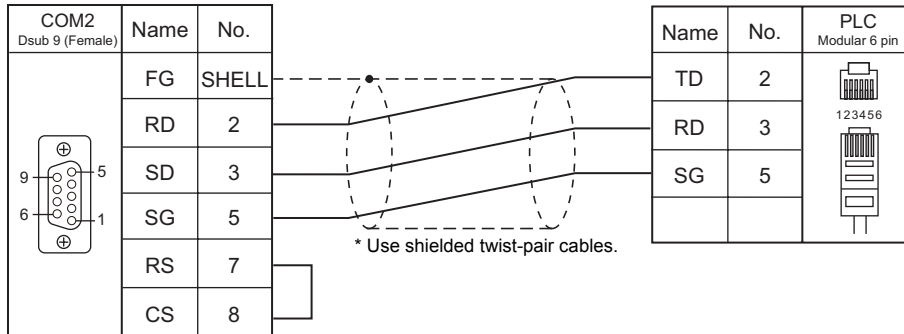 COM2
Dsub 9 (Female)
Name
No.
FG
SHELL
RD
2
SD
3
SG
5
RS
7
CS
8
9
5
6
1
* Use shielded twist-pair cables.
Name
No.
PLC
Modular 6 pin
TD
2
RD
3
SG
5
123456